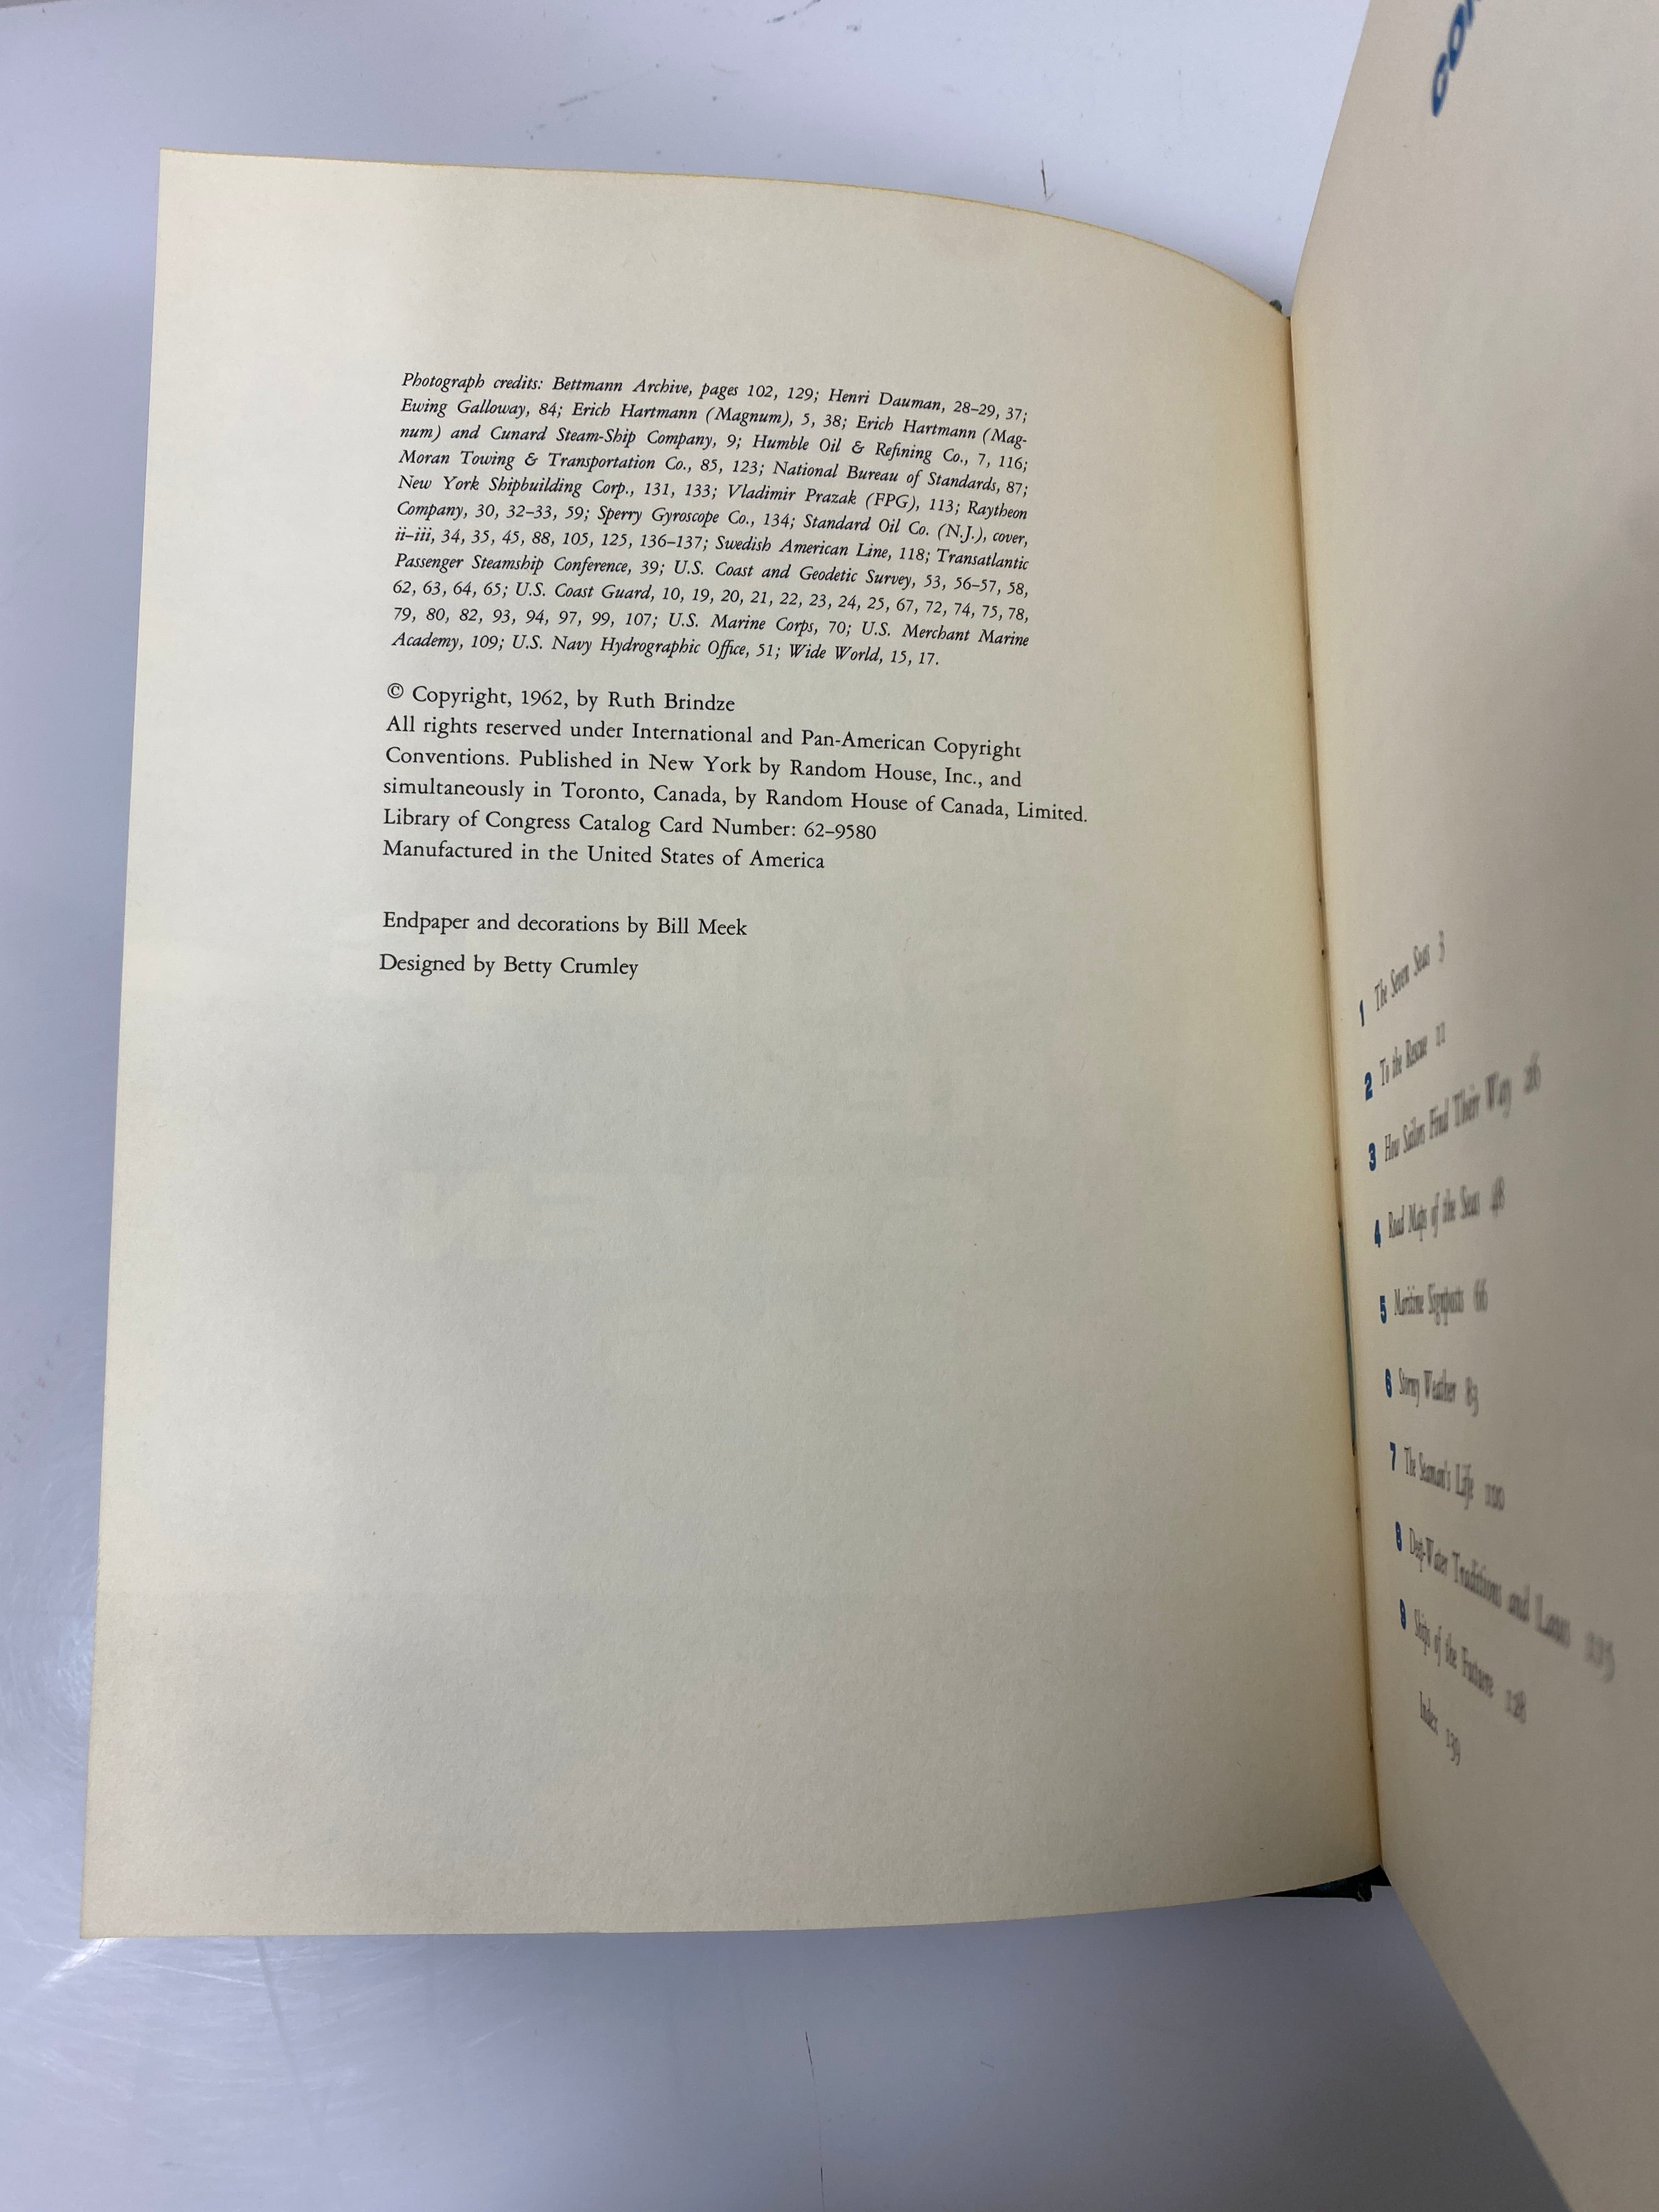 Photograph credits: Bettmann Archive, pages 102, 129; Henri Dauman, 28–29, 37;
Ewing Galloway, 84; Erich Hartmann (Magnum), 5, 38; Erich Hartmann (Mag-
num) and Cunard Steam-Ship Company, 9; Humble Oil & Refining Co., 7, 116;
Moran Towing & Transportation Co., 85, 123; National Bureau of Standards, 87;
New York Shipbuilding Corp., 131, 133; Vladimir Prazak (FPG), 113; Raytheon
Company, 30, 32–33, 59; Sperry Gyroscope Co., 134; Standard Oil Co. (N.J.), cover,
ii–iii, 34, 35, 45, 88, 105, 125, 136–137; Swedish American Line, 118; Transatlantic
Passenger Steamship Conference, 39; U.S. Coast and Geodetic Survey, 53, 56–57, 58,
62, 63, 64, 65; U.S. Coast Guard, 10, 19, 20, 21, 22, 23, 24, 25, 67, 72, 74, 75, 78,
79, 80, 82, 93, 94, 97, 99, 107; U.S. Marine Corps, 70; U.S. Merchant Marine
Academy, 109; U.S. Navy Hydrographic Office, 51; Wide World, 15, 17.
© Copyright, 1962, by Ruth Brindze
All rights reserved under International and Pan-American Copyright
Conventions. Published in New York by Random House, Inc., and
simultaneously in Toronto, Canada, by Random House of Canada, Limited.
Library of Congress Catalog Card Number: 62–9580
Manufactured in the United States of America
Endpaper and decorations by Bill Meek
Designed by Betty Crumley
1 The Seven Seas 3
2 To the Rescue 11
3 How Sailors Find Their Way 26
4 Road Maps of the Seas 48
5 Maritime Signposts 66
6 Stormy Weather 83
7 The Seaman's Life 100
8 Deep-Water Traditions and Laws 115
9 Ships of the Future 128
Index 139